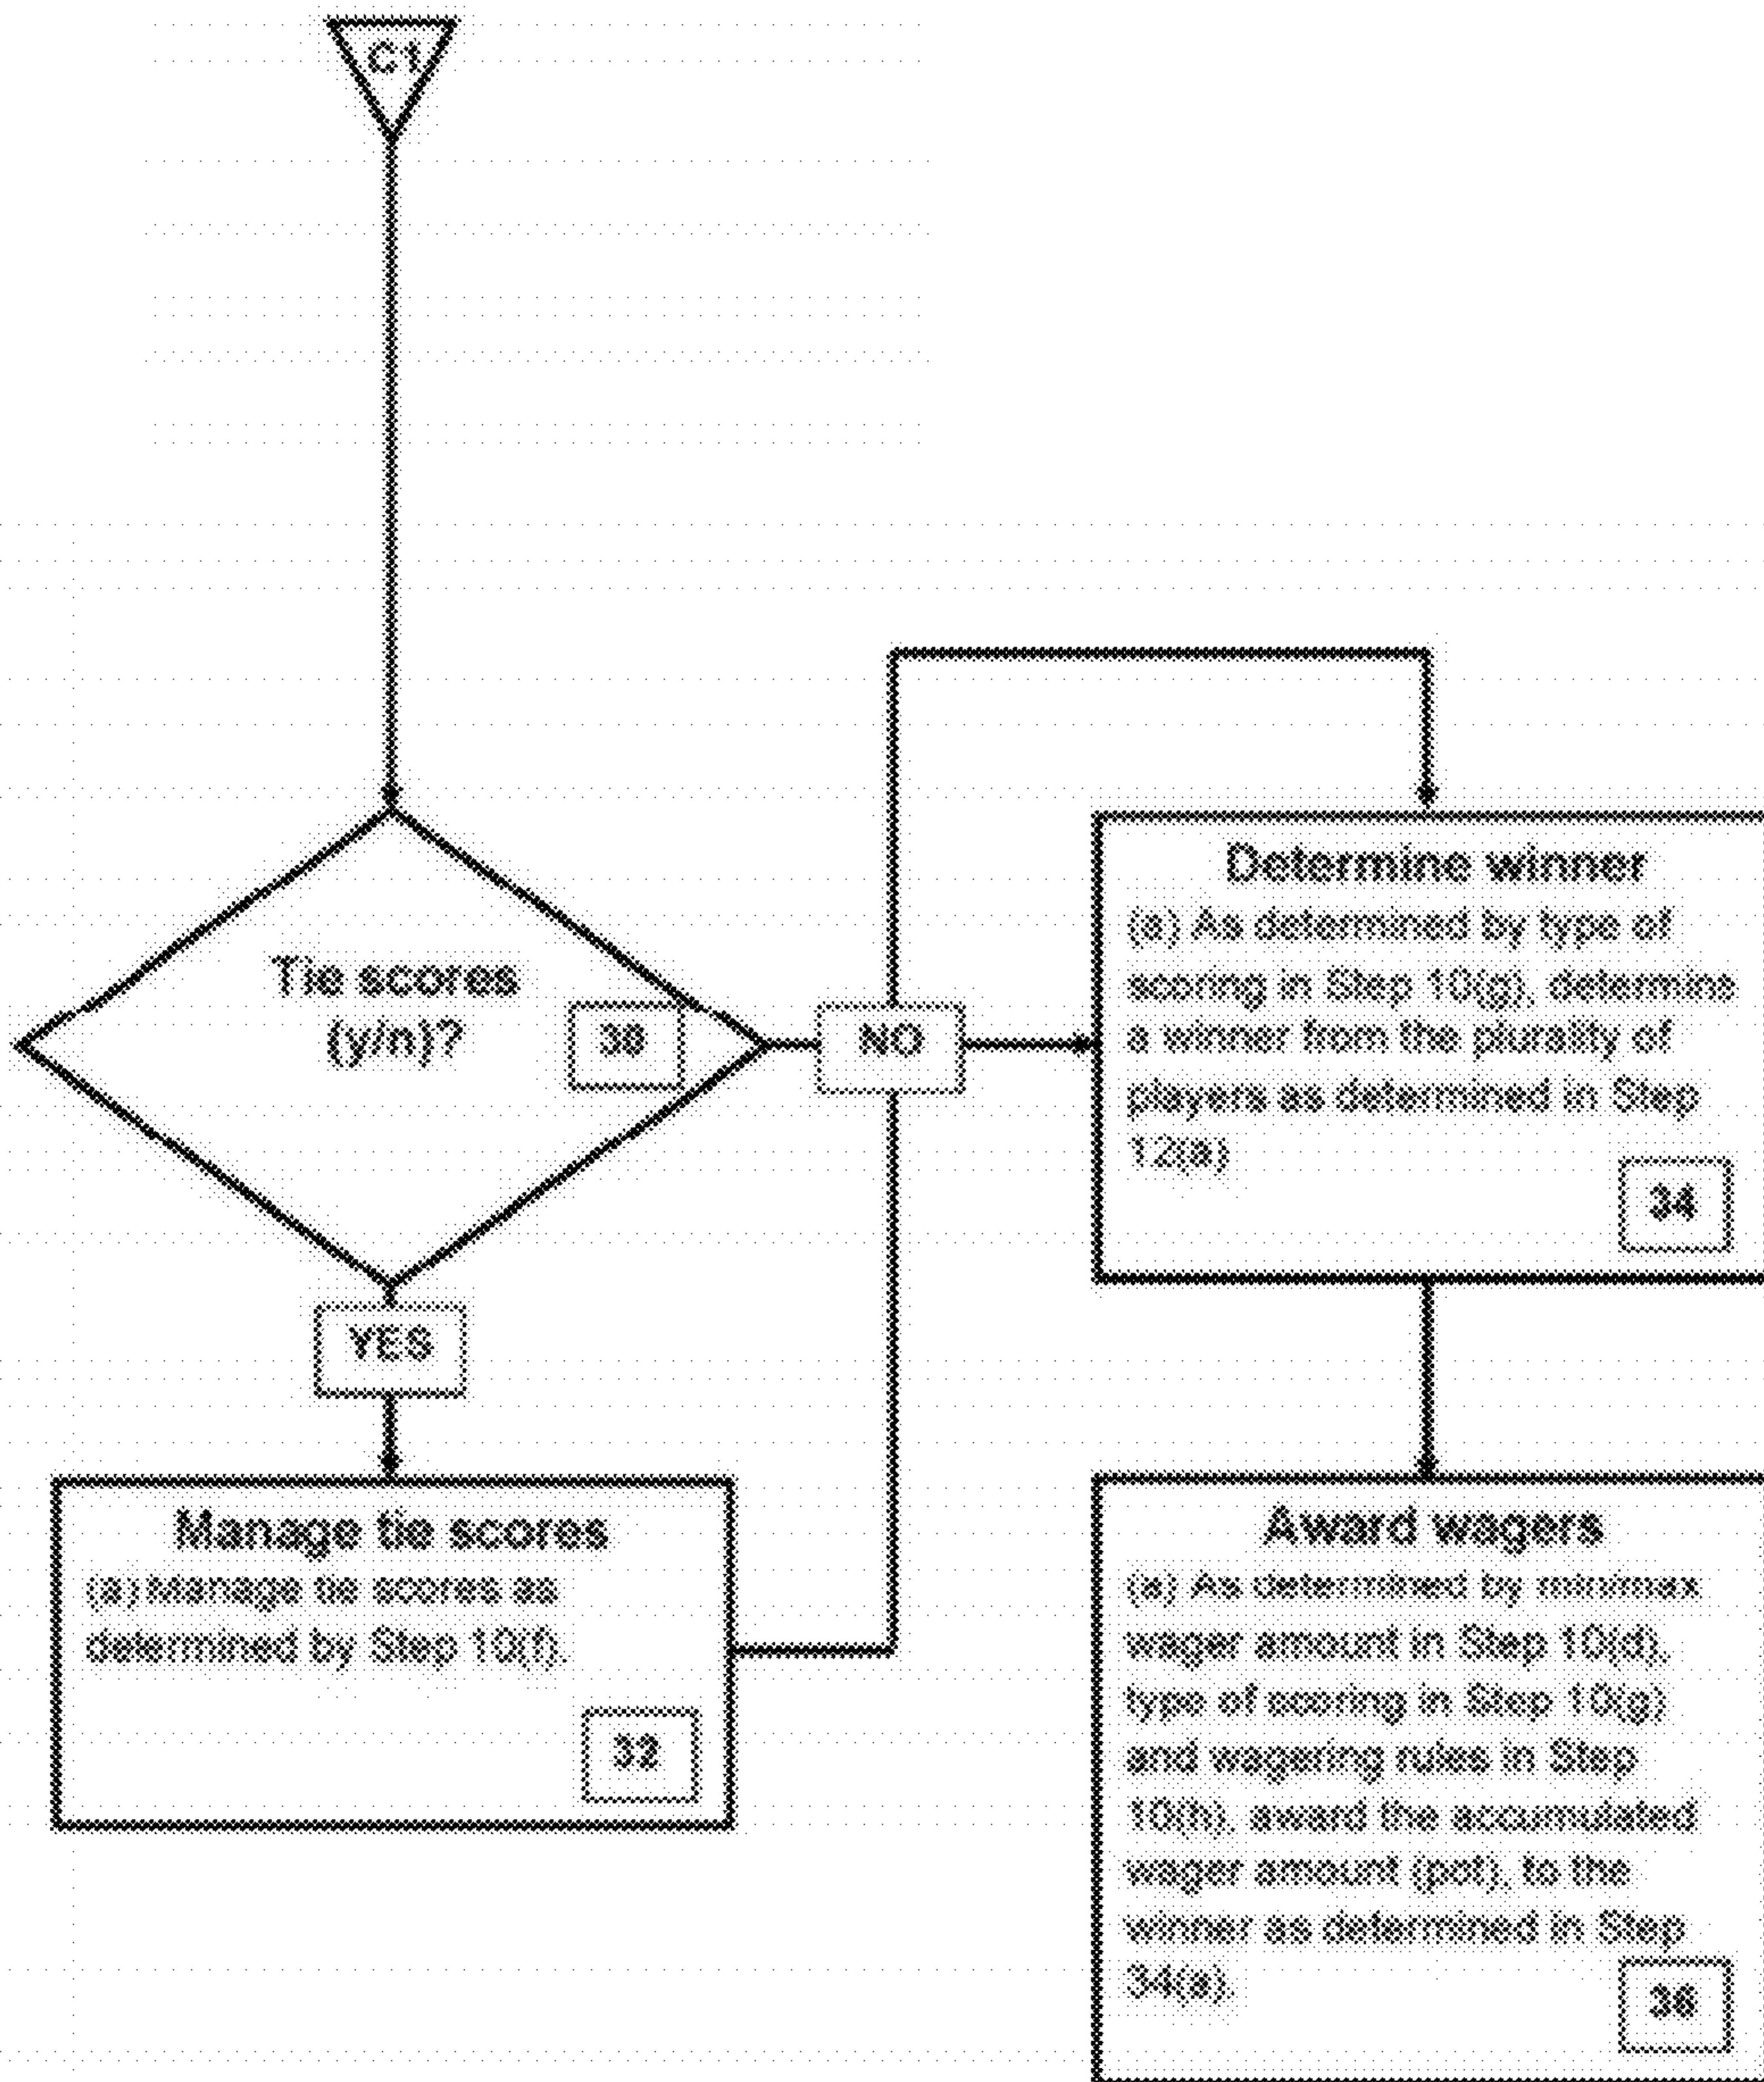 C1
Tie scores
(y/n)?
30
NO
YES
Manage tie scores
(a) Manage tie scores as
determined by Step 10(f).
32
Determine winner
(a) As determined by type of
scoring in Step 10(g), determine
a winner from the plurality of
players as determined in Step
12(a)
34
Award wagers
(a) As determined by minimax
wager amount in Step 10(d),
type of scoring in Step 10(g)
and wagering rules in Step
10(h), award the accumulated
wager amount (pot), to the
winner as determined in Step
34(a).
36